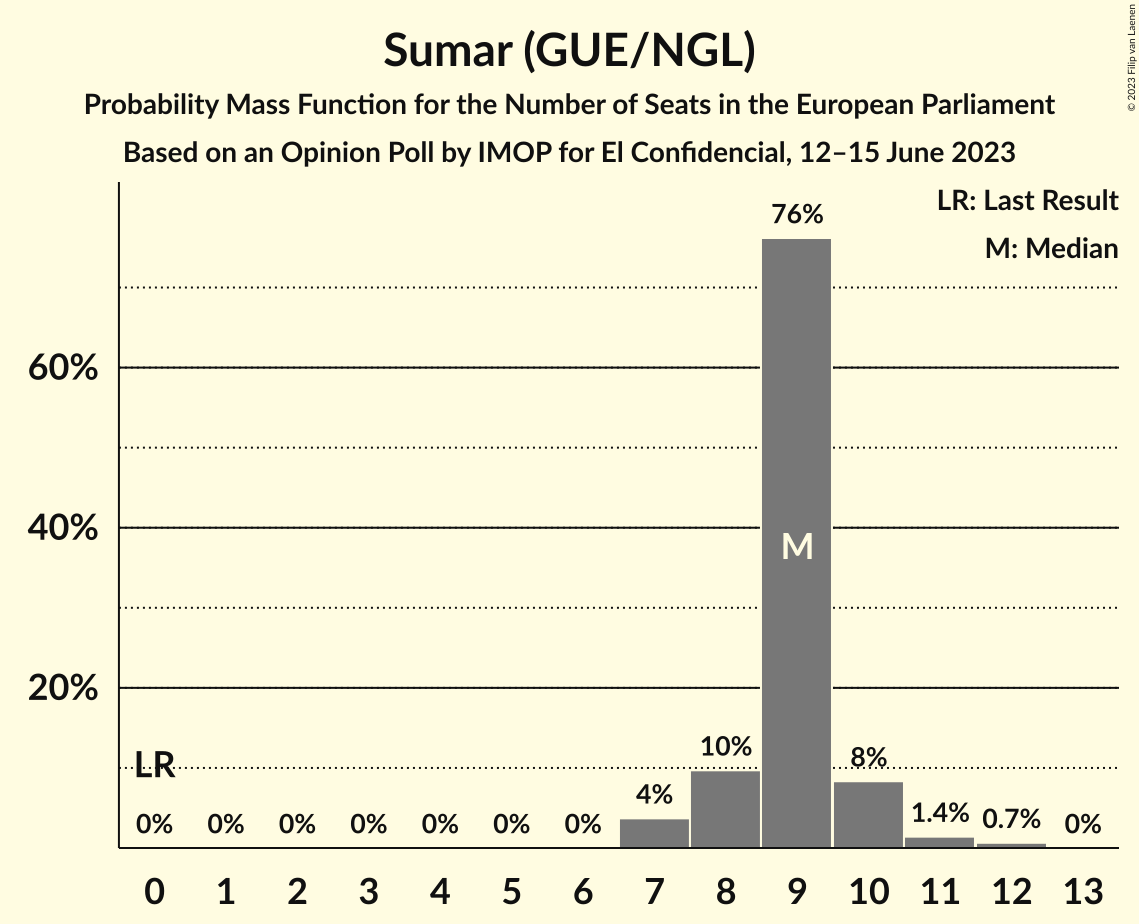 Sumar (GUE/NGL)
Probability Mass Function for the Number of Seats in the European Parliament
Based on an Opinion Poll by IMOP for El Confidencial, 12–15 June 2023
© 2023 Filip van Laenen
LR: Last Result
M: Median
76%
60%
40%
M
20%
LR
10%
8%
4%
0% 0% 0% 0% 0% 0% 0% 1.4% 0.7% 0%
0 1 2 3 4 5 6 7 8 9 10 11 12 13